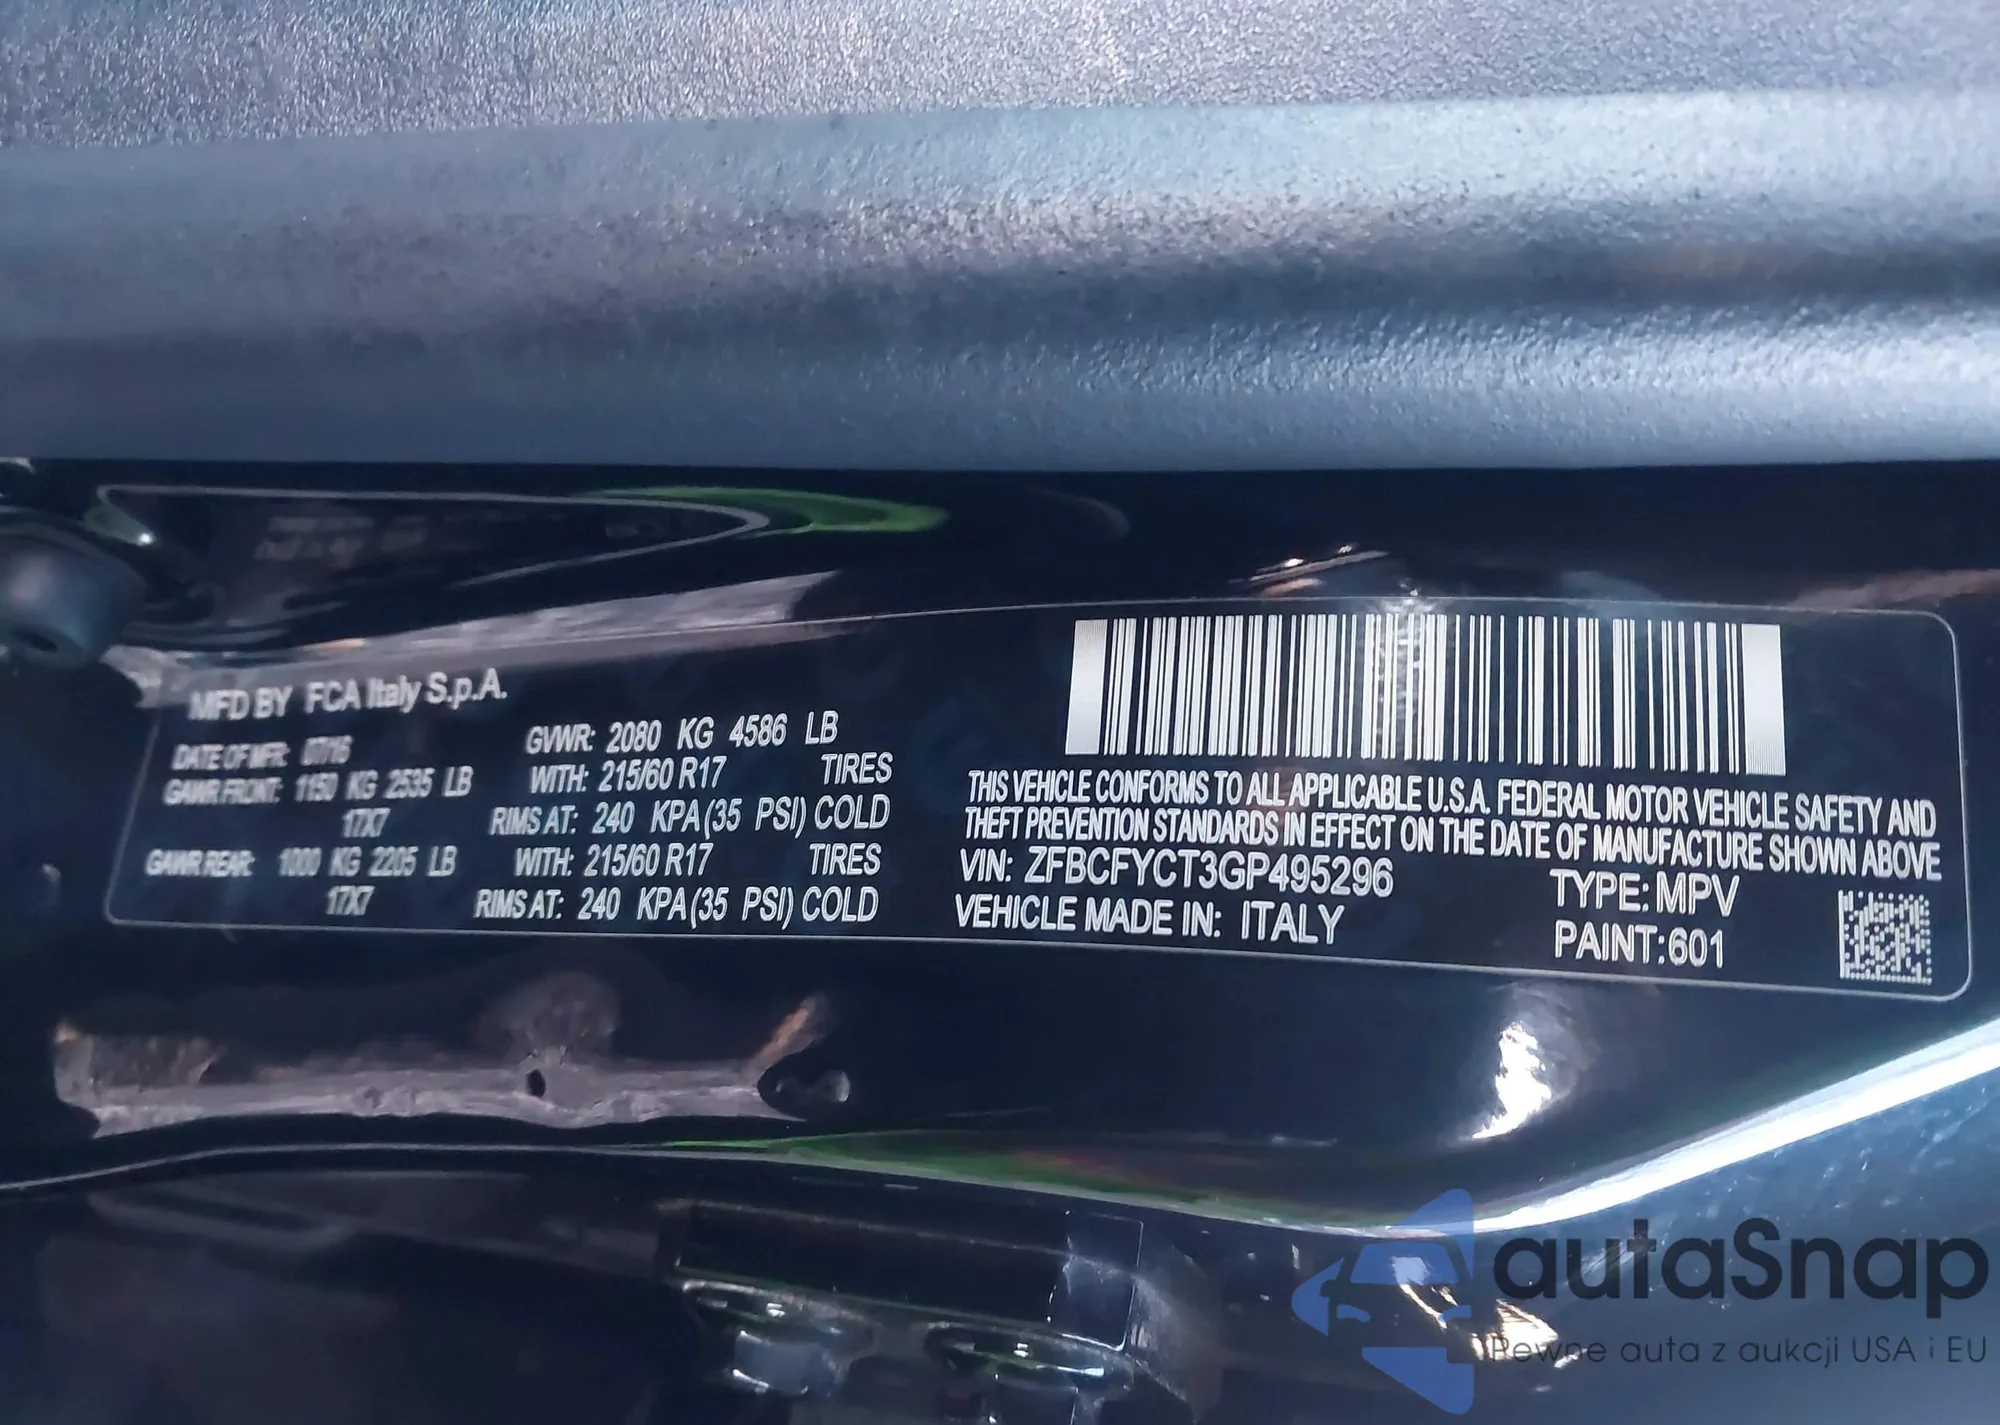 MFD BY FCA Italy S.p.A.
DATE OF MFR: 07/16
GVWR: 2080 KG 4586 LB
GAWR FRONT: 1150 KG 2535 LB
WITH: 215/60 R17 TIRES
17X7
RIMS AT: 240 KPA (35 PSI) COLD
GAWR REAR: 1000 KG 2205 LB
WITH: 215/60 R17 TIRES
17X7
RIMS AT: 240 KPA (35 PSI) COLD
THIS VEHICLE CONFORMS TO ALL APPLICABLE U.S.A. FEDERAL MOTOR VEHICLE SAFETY AND
THEFT PREVENTION STANDARDS IN EFFECT ON THE DATE OF MANUFACTURE SHOWN ABOVE
VIN: ZFBCFYCT3GP495296
TYPE: MPV
VEHICLE MADE IN: ITALY
PAINT: 601
autaSnap
Pewne auta z aukcji USA i EU